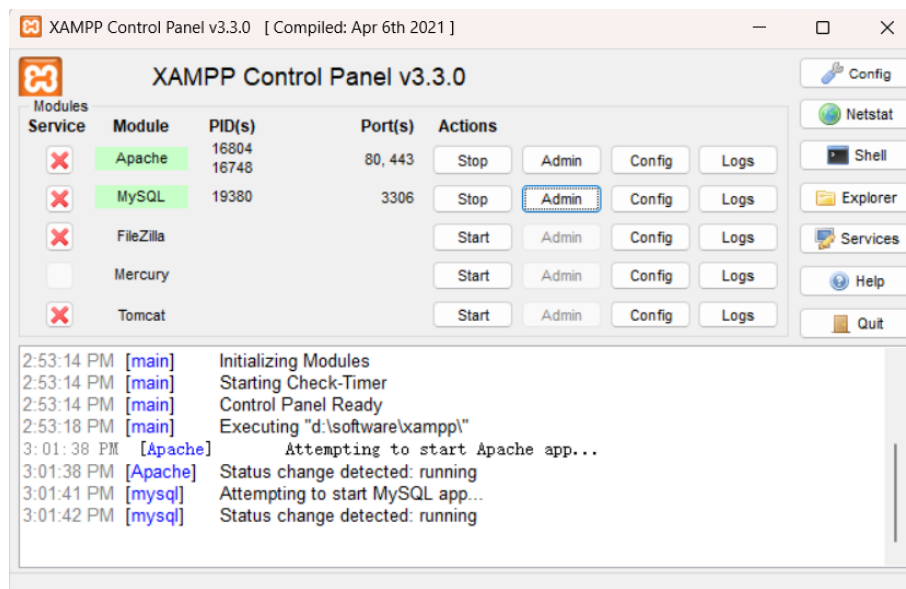 XAMPP Control Panel v3.3.0 [ Compiled: Apr 6th 2021 ]
XAMPP Control Panel v3.3.0
Config
Modules
Service Module PID(s) Port(s) Actions
Netstat
Apache 16804 16748 80, 443 Stop Admin Config Logs
Shell
MySQL 19380 3306 Stop Admin Config Logs
Explorer
FileZilla Start Admin Config Logs
Services
Mercury Start Admin Config Logs
Help
Tomcat Start Admin Config Logs
Quit
2:53:14 PM [main] Initializing Modules
2:53:14 PM [main] Starting Check-Timer
2:53:14 PM [main] Control Panel Ready
2:53:18 PM [main] Executing "d:\software\xampp\"
3:01:38 PM [Apache] Attempting to start Apache app...
3:01:38 PM [Apache] Status change detected: running
3:01:41 PM [mysql] Attempting to start MySQL app...
3:01:42 PM [mysql] Status change detected: running